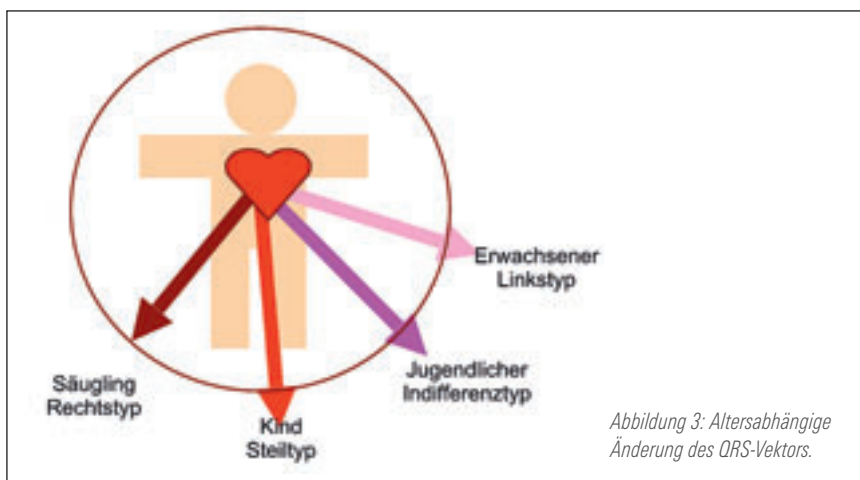 Erwachsener
Linkstyp
Jugendlicher
Indifferenztyp
Säugling
Rechtstyp
Kind
Steiltyp
Abbildung 3: Altersabhängige
Änderung des QRS-Vektors.